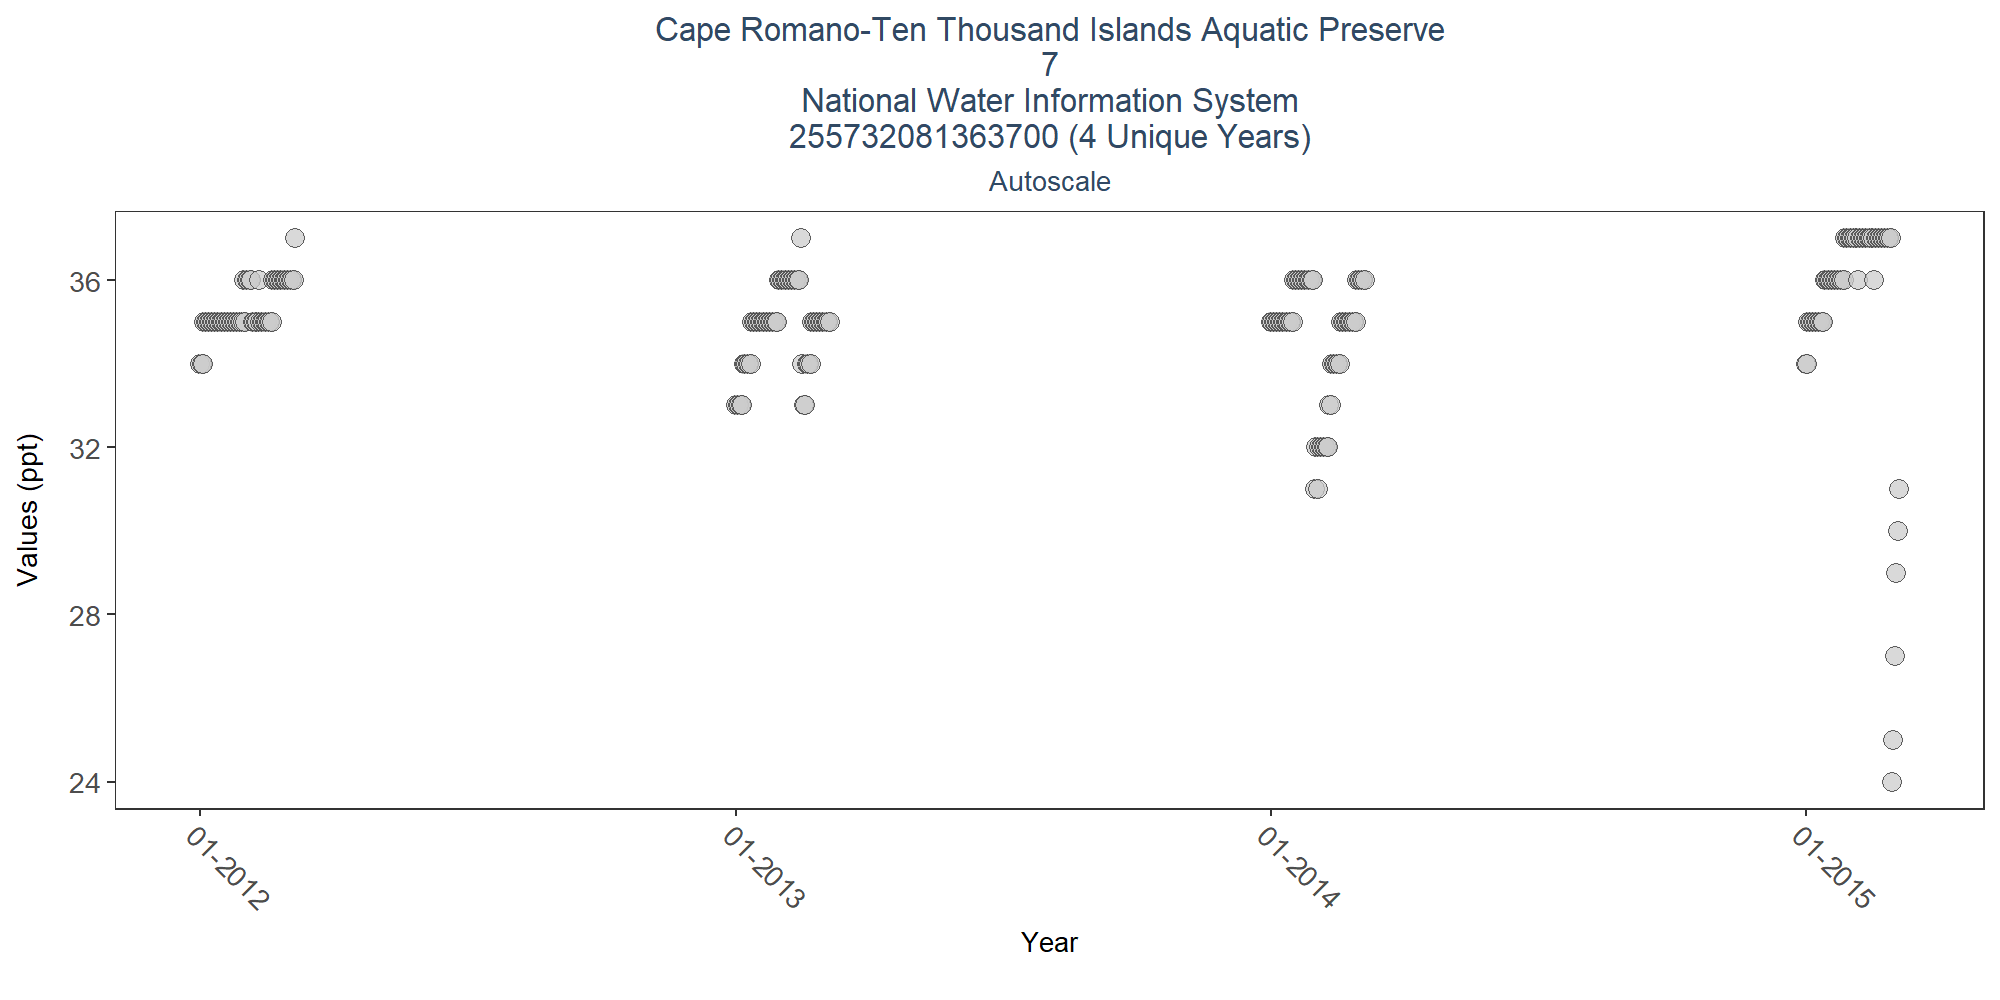 Cape Romano-Ten Thousand Islands Aquatic Preserve
7
National Water Information System
255732081363700 (4 Unique Years)
Autoscale
Values (ppt)
36
32
28
24
01-2012
01-2013
01-2014
01-2015
Year